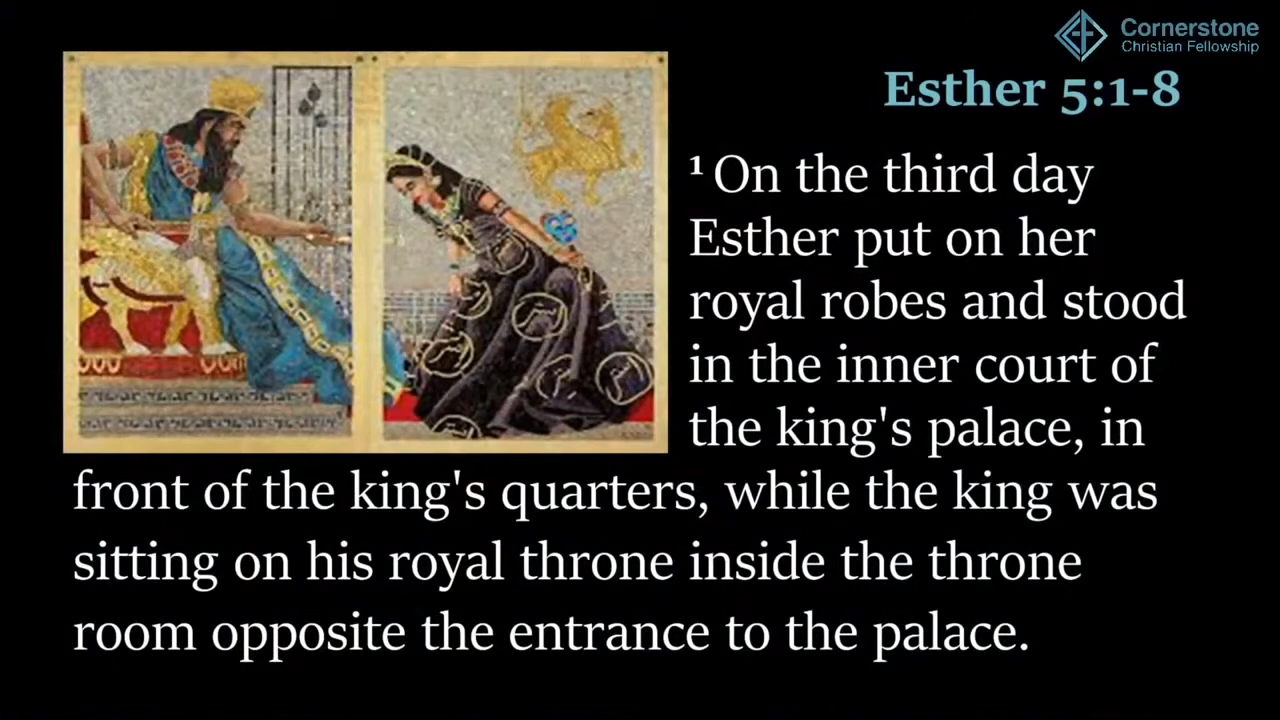 Cornerstone
Christian Fellowship
Esther 5:1-8
¹ On the third day
Esther put on her
royal robes and stood
in the inner court of
the king's palace, in
front of the king's quarters, while the king was
sitting on his royal throne inside the throne
room opposite the entrance to the palace.